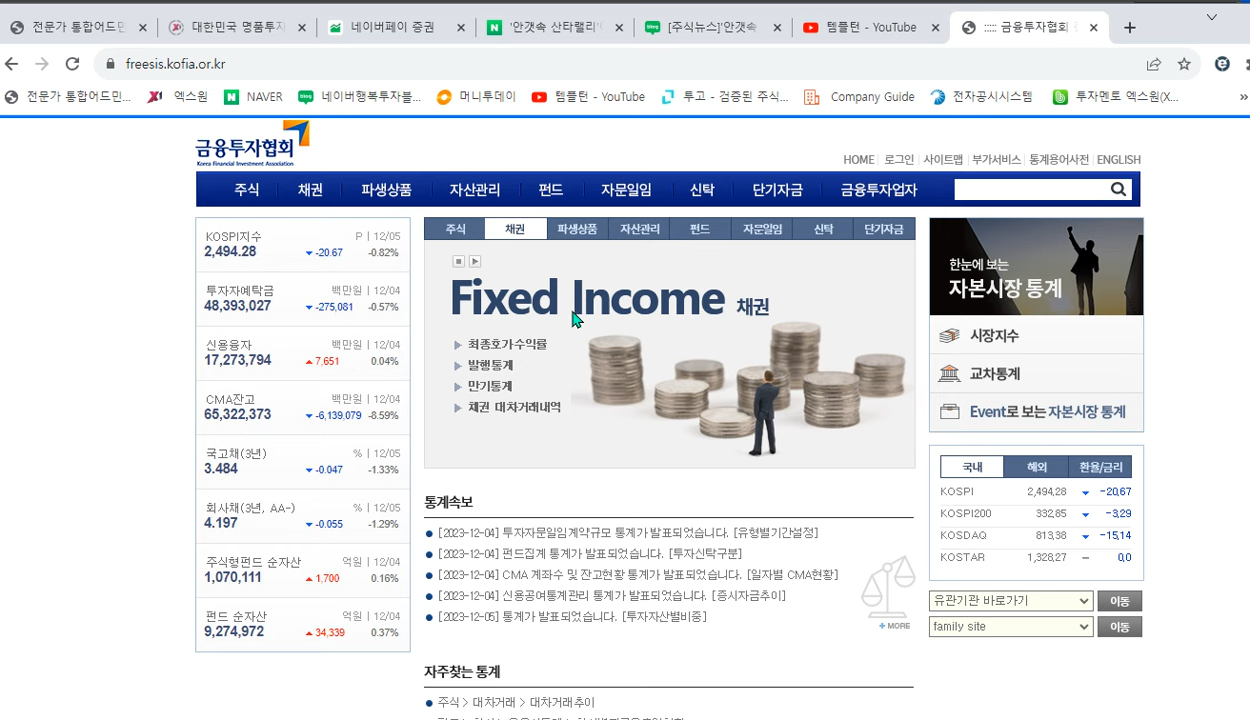 전문가 통합어드민
대한민국 명품투자
네이버페이 증권
'안갯속 산타랠리'
[주식뉴스]'안갯속
템플턴 - YouTube
::::: 금융투자협회
freesis.kofia.or.kr
전문가 통합어드민...
엑스원
NAVER
네이버행복투자블...
머니투데이
템플턴 - YouTube
투고 - 검증된 주식...
Company Guide
전자공시시스템
투자멘토 엑스원(X...
»
금융투자협회
Korea Financial Investment Association
HOME 로그인 사이트맵 부가서비스 통계용어사전 ENGLISH
주식 채권 파생상품 자산관리 펀드 자문일임 신탁 단기자금 금융투자업자
KOSPI지수 P | 12/05
2,494.28 -20.67 -0.82%
투자자예탁금 백만원 | 12/04
48,393,027 -275,081 -0.57%
신용융자 백만원 | 12/04
17,273,794 7,651 0.04%
CMA잔고 백만원 | 12/04
65,322,373 -6,139,079 -8.59%
국고채(3년) % | 12/05
3.484 -0.047 -1.33%
회사채(3년, AA-) % | 12/05
4.197 -0.055 -1.29%
주식형펀드 순자산 억원 | 12/04
1,070,111 1,700 0.16%
펀드 순자산 억원 | 12/04
9,274,972 34,339 0.37%
주식 채권 파생상품 자산관리 펀드 자문일임 신탁 단기자금
Fixed Income 채권
최종호가수익률
발행통계
만기통계
채권 대차거래내역
통계속보
[2023-12-04] 투자자문일임계약규모 통계가 발표되었습니다. [유형별기간설정]
[2023-12-04] 펀드집계 통계가 발표되었습니다. [투자신탁구분]
[2023-12-04] CMA 계좌수 및 잔고현황 통계가 발표되었습니다. [일자별 CMA현황]
[2023-12-04] 신용공여통계관리 통계가 발표되었습니다. [증시자금추이]
[2023-12-05] 통계가 발표되었습니다. [투자자산별비중]
+ MORE
자주찾는 통계
주식 > 대차거래 > 대차거래추이
한눈에 보는
자본시장 통계
시장지수
교차통계
Event로 보는 자본시장 통계
국내 해외 환율/금리
KOSPI 2,494.28 -20.67
KOSPI200 332.85 -3.29
KOSDAQ 813.38 -15.14
KOSTAR 1,328.27 0.0
유관기관 바로가기 이동
family site 이동